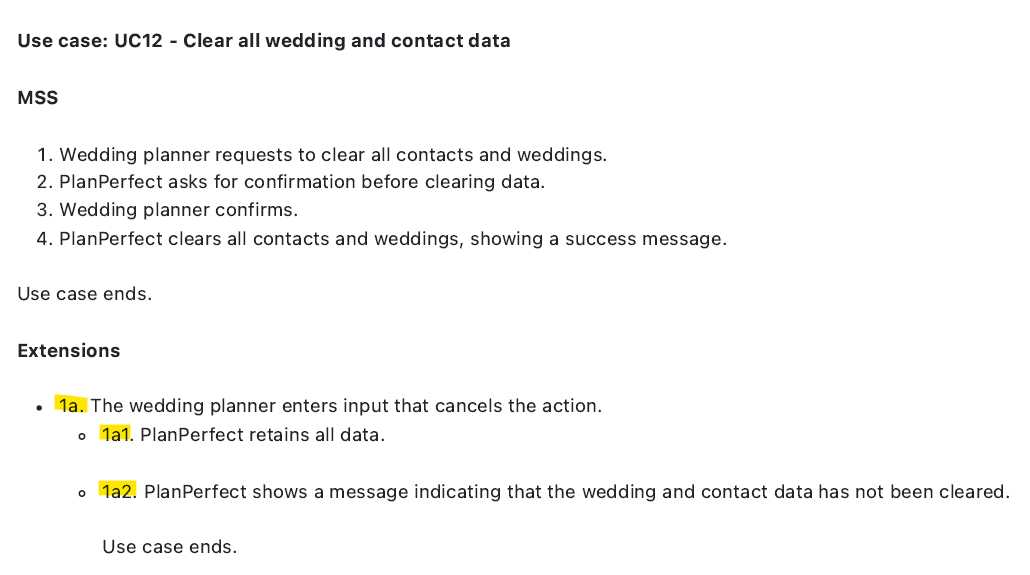 Use case: UC12 - Clear all wedding and contact data
MSS
1. Wedding planner requests to clear all contacts and weddings.
2. PlanPerfect asks for confirmation before clearing data.
3. Wedding planner confirms.
4. PlanPerfect clears all contacts and weddings, showing a success message.
Use case ends.
Extensions
• 1a. The wedding planner enters input that cancels the action.
◦ 1a1. PlanPerfect retains all data.
◦ 1a2. PlanPerfect shows a message indicating that the wedding and contact data has not been cleared.
Use case ends.